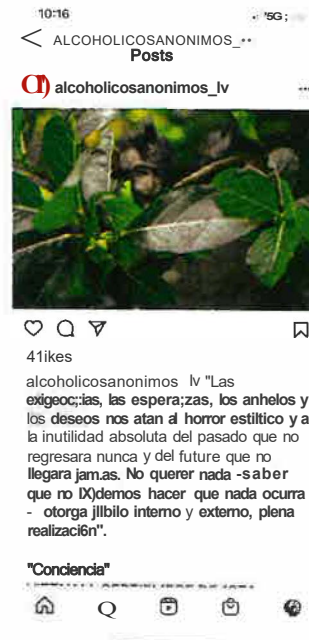 10:16
5G
ALCOHOLICOSANONIMOS_..
Posts
alcoholicosanonimos_lv
...
41ikes
alcoholicosanonimos lv "Las
exigeoc;:ias, las espera;zas, los anhelos y
los deseos nos atan al horror estiltico y a
la inutilidad absoluta del pasado que no
regresara nunca y del future que no
llegara jam.as. No querer nada -saber
que no IX)demos hacer que nada ocurra
- otorga jllbilo interno y externo, plena
realizaci6n".
"Conciencia"